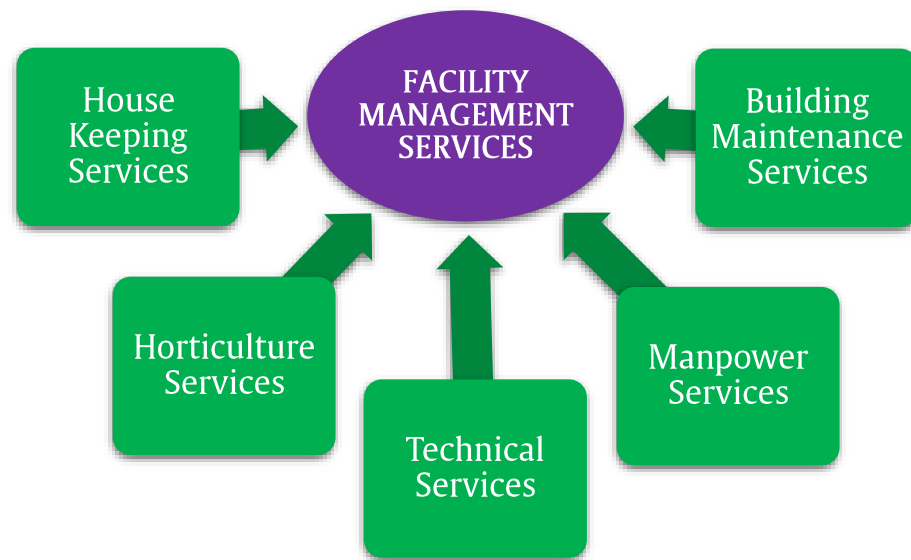 FACILITY
MANAGEMENT
SERVICES
House
Keeping
Services
Building
Maintenance
Services
Horticulture
Services
Manpower
Services
Technical
Services